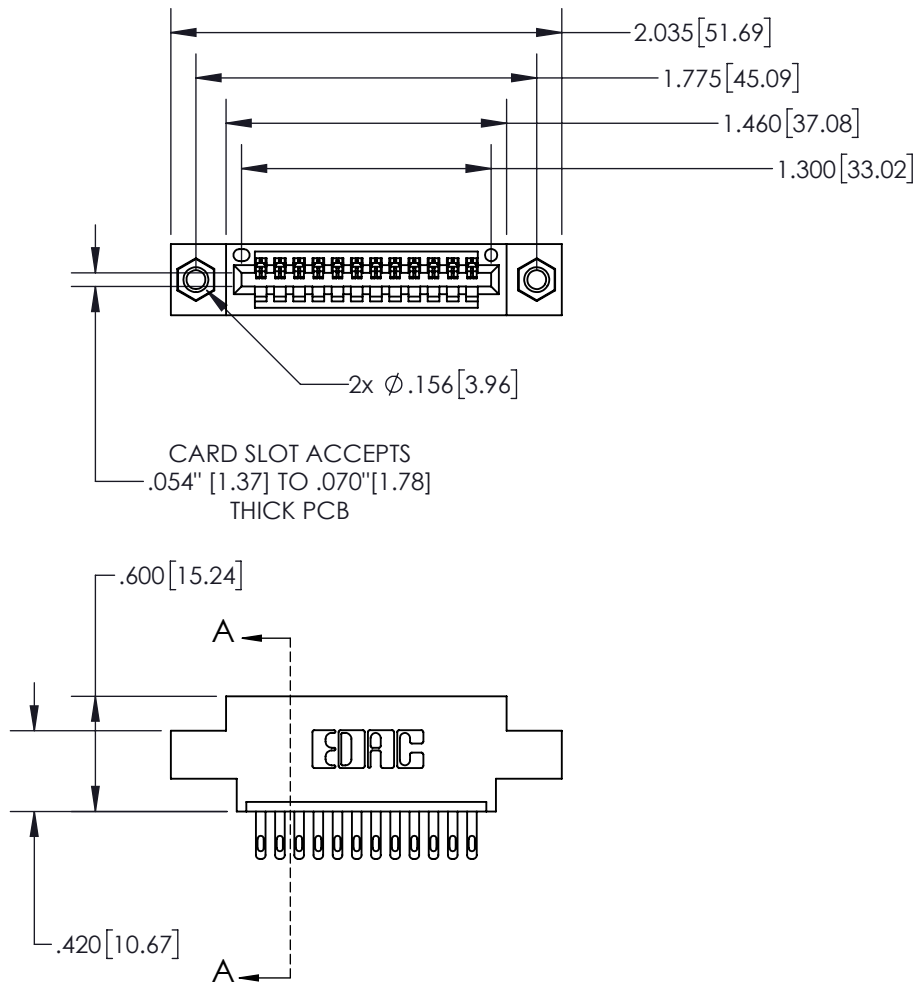 2.035[51.69]
1.775[45.09]
1.460[37.08]
1.300[33.02]
2x ∅.156[3.96]
CARD SLOT ACCEPTS
.054" [1.37] TO .070"[1.78]
THICK PCB
.600[15.24]
A
EDAC
.420[10.67]
A